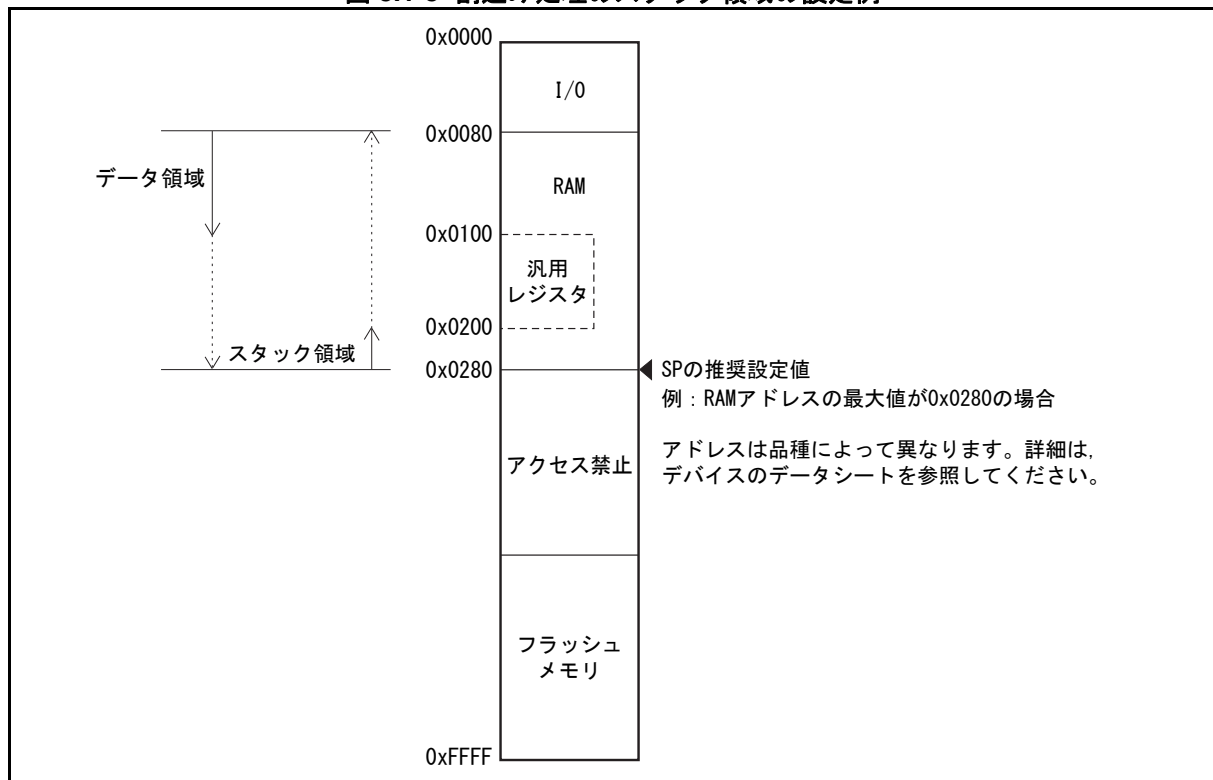 0x0000
I/O
0x0080
データ領域
RAM
0x0100
汎用
レジスタ
0x0200
スタック領域
0x0280
SPの推奨設定値
例：RAMアドレスの最大値が0x0280の場合
アクセス禁止
アドレスは品種によって異なります。詳細は,
デバイスのデータシートを参照してください。
フラッシュ
メモリ
0xFFFF